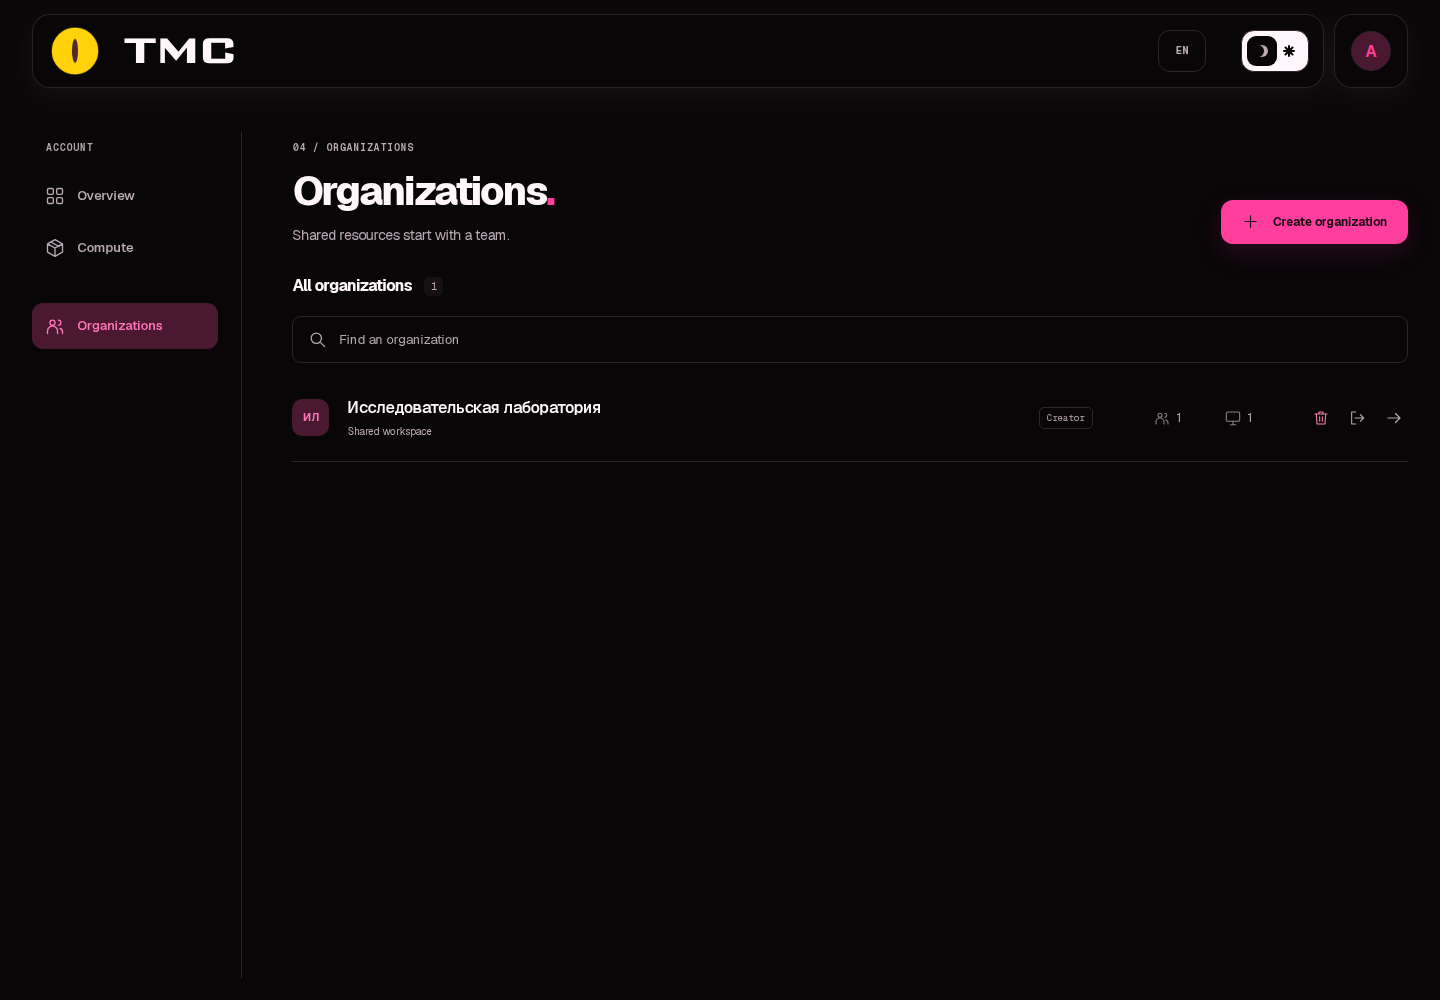 TMC
EN
A
ACCOUNT
Overview
Compute
Organizations
04 / ORGANIZATIONS
Organizations.
Shared resources start with a team.
Create organization
All organizations 1
Find an organization
ИЛ
Исследовательская лаборатория
Shared workspace
Creator
1
1